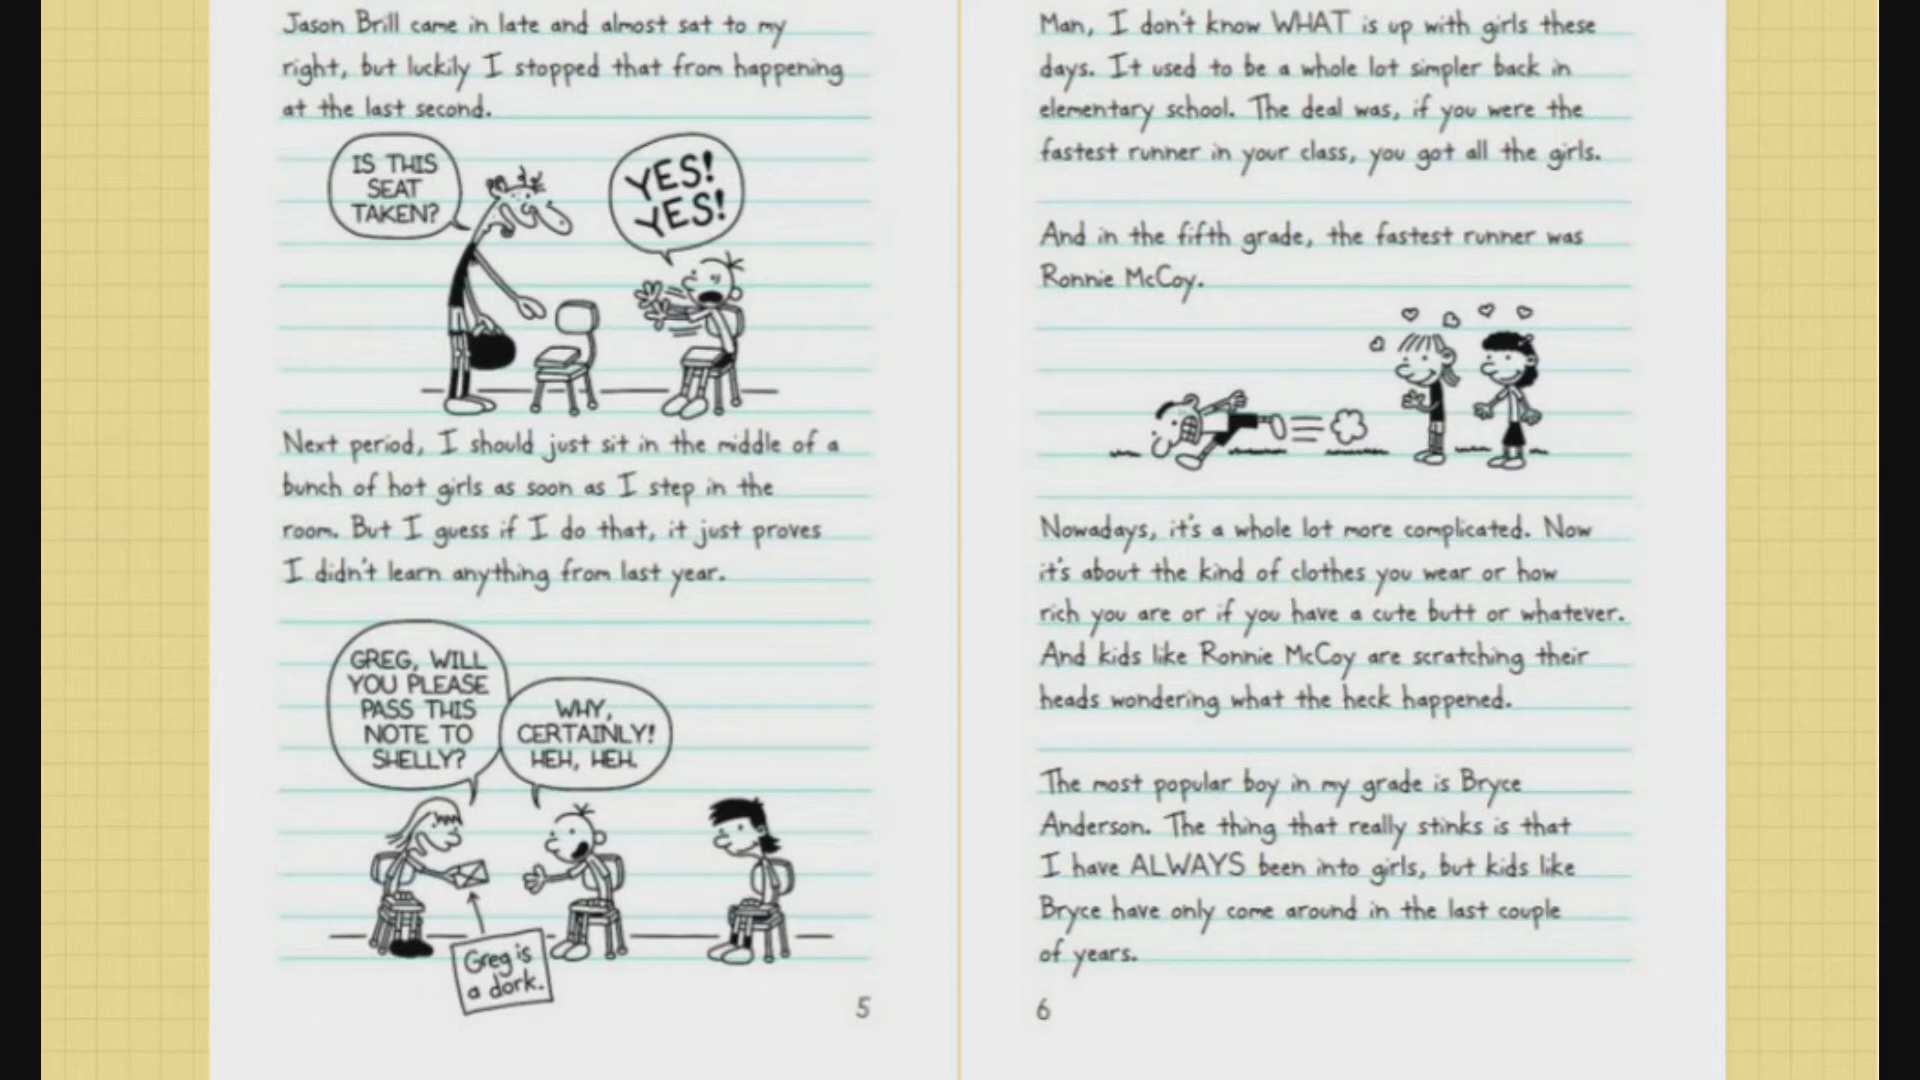 Jason Brill came in late and almost sat to my
right, but luckily I stopped that from happening
at the last second.
IS THIS
SEAT
TAKEN?
YES!
YES!
Next period, I should just sit in the middle of a
bunch of hot girls as soon as I step in the
room. But I guess if I do that, it just proves
I didn't learn anything from last year.
GREG, WILL
YOU PLEASE
PASS THIS
NOTE TO
SHELLY?
WHY,
CERTAINLY!
HEH, HEH.
Greg is
a dork.
5
Man, I don't know WHAT is up with girls these
days. It used to be a whole lot simpler back in
elementary school. The deal was, if you were the
fastest runner in your class, you got all the girls.
And in the fifth grade, the fastest runner was
Ronnie McCoy.
Nowadays, it's a whole lot more complicated. Now
it's about the kind of clothes you wear or how
rich you are or if you have a cute butt or whatever.
And kids like Ronnie McCoy are scratching their
heads wondering what the heck happened.
The most popular boy in my grade is Bryce
Anderson. The thing that really stinks is that
I have ALWAYS been into girls, but kids like
Bryce have only come around in the last couple
of years.
6